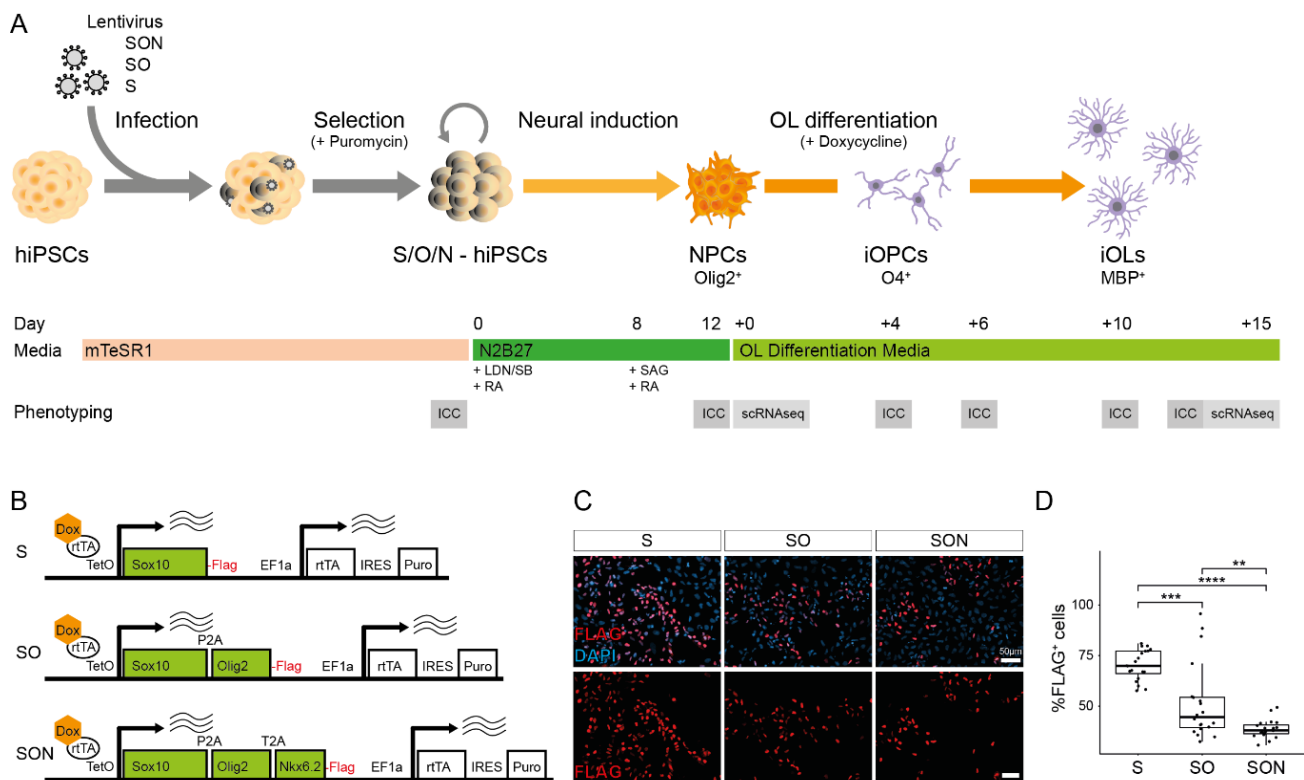 A
Lentivirus
SON
SO
S
Infection
Selection
(+ Puromycin)
Neural induction
OL differentiation
(+ Doxycycline)
hiPSCs
S/O/N - hiPSCs
NPCs
Olig2⁺
iOPCs
O4⁺
iOLs
MBP⁺
Day 0 8 12 +0 +4 +6 +10 +15
Media mTeSR1 N2B27 OL Differentiation Media
+ LDN/SB + SAG
+ RA + RA
Phenotyping ICC ICC scRNAseq ICC ICC ICC ICC scRNAseq
B
S
Dox
rtTA
TetO Sox10 -Flag EF1a rtTA IRES Puro
SO
Dox
rtTA
P2A
TetO Sox10 Olig2 -Flag EF1a rtTA IRES Puro
SON
Dox
rtTA
P2A T2A
TetO Sox10 Olig2 Nkx6.2 -Flag EF1a rtTA IRES Puro
C
S SO SON
FLAG
DAPI
50µm
FLAG
D
**
****
***
%FLAG⁺ cells
100
75
50
S SO SON